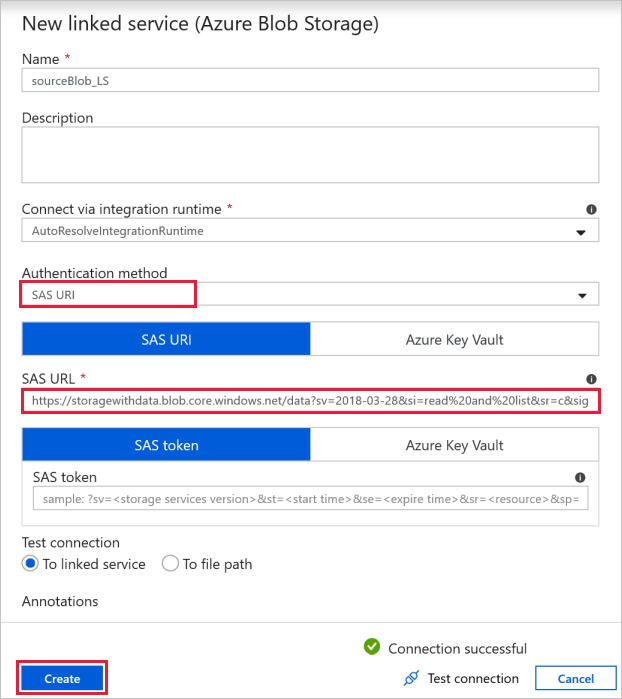 New linked service (Azure Blob Storage)
Name *
sourceBlob_LS
Description
Connect via integration runtime *
AutoResolveIntegrationRuntime
Authentication method
SAS URI
SAS URI Azure Key Vault
SAS URL *
https://storagewithdata.blob.core.windows.net/data?sv=2018-03-28&si=read%20and%20list&sr=c&sig
SAS token Azure Key Vault
SAS token
sample: ?sv=<storage services version>&st=<start time>&se=<expire time>&sr=<resource>&sp=
Test connection
To linked service To file path
Annotations
Connection successful
Create Test connection Cancel